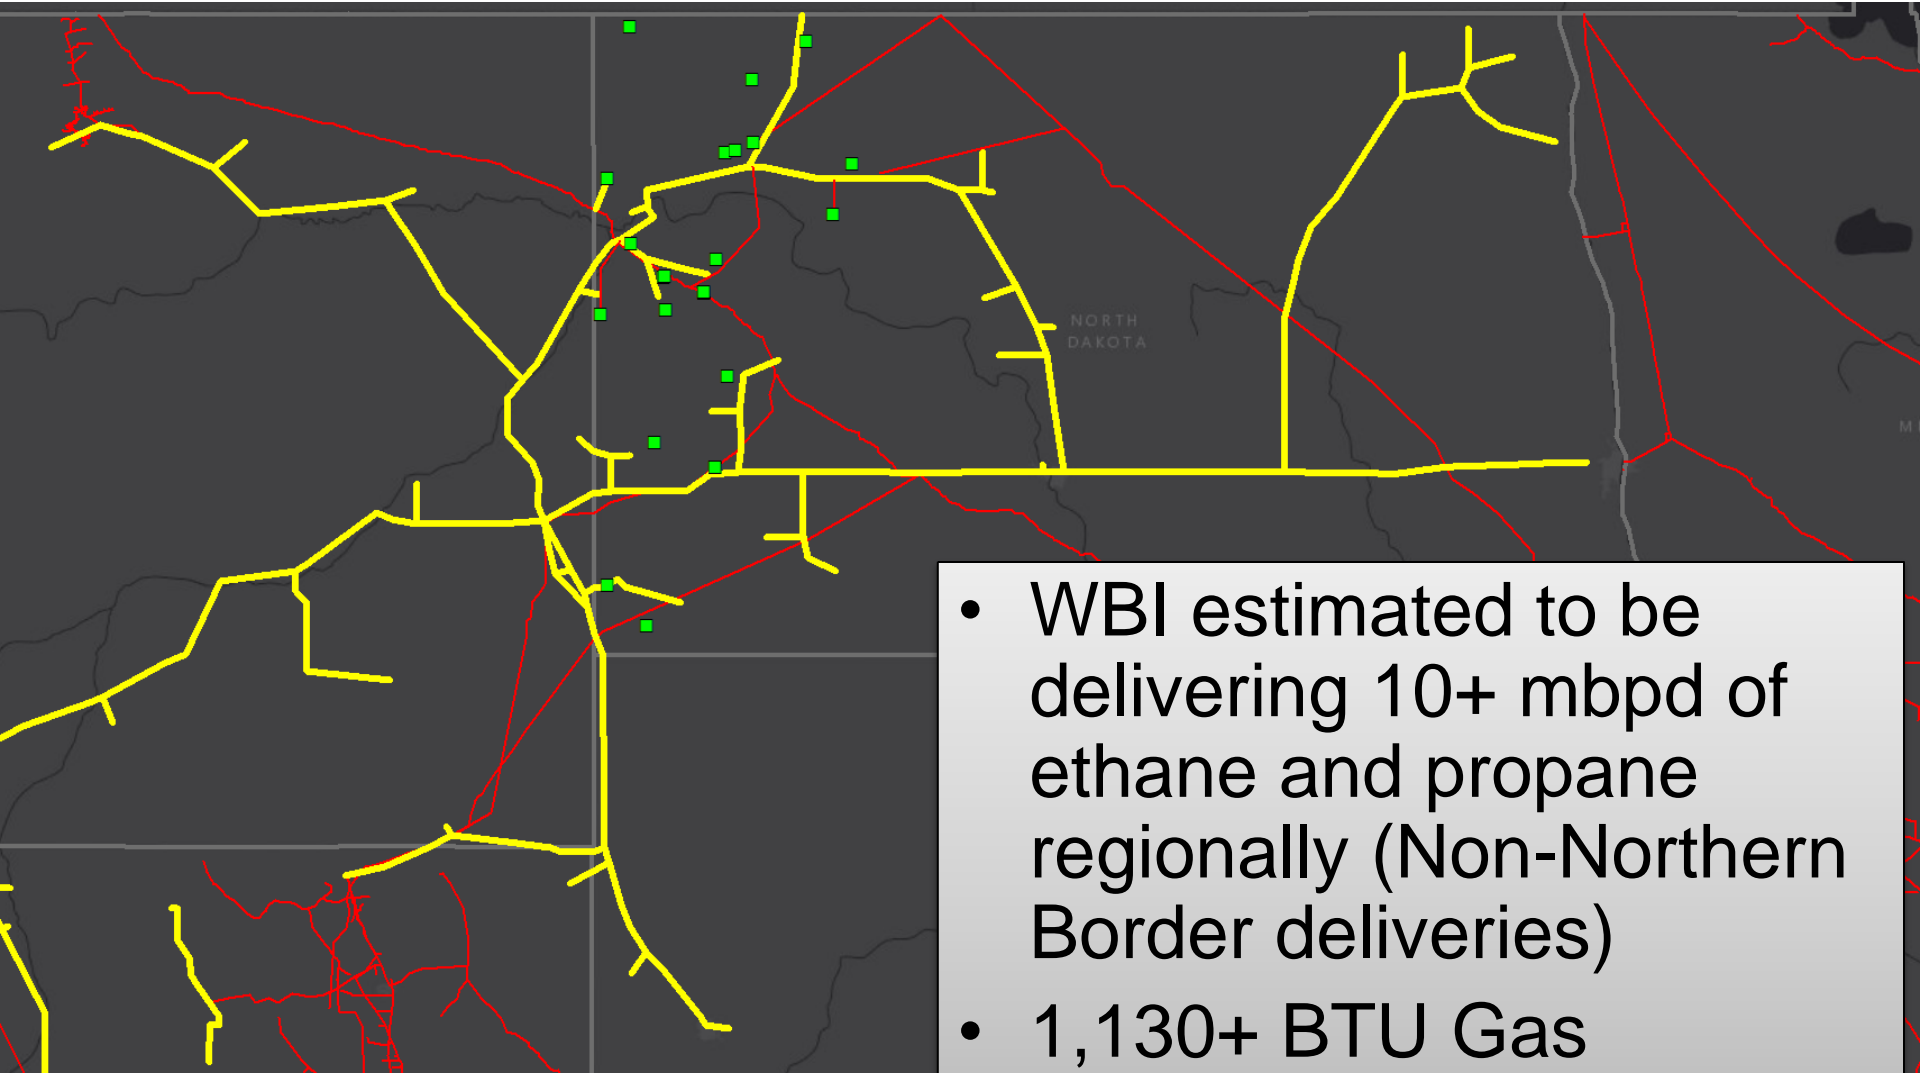 NORTH
DAKOTA
• WBI estimated to be
delivering 10+ mbpd of
ethane and propane
regionally (Non-Northern
Border deliveries)
• 1,130+ BTU Gas